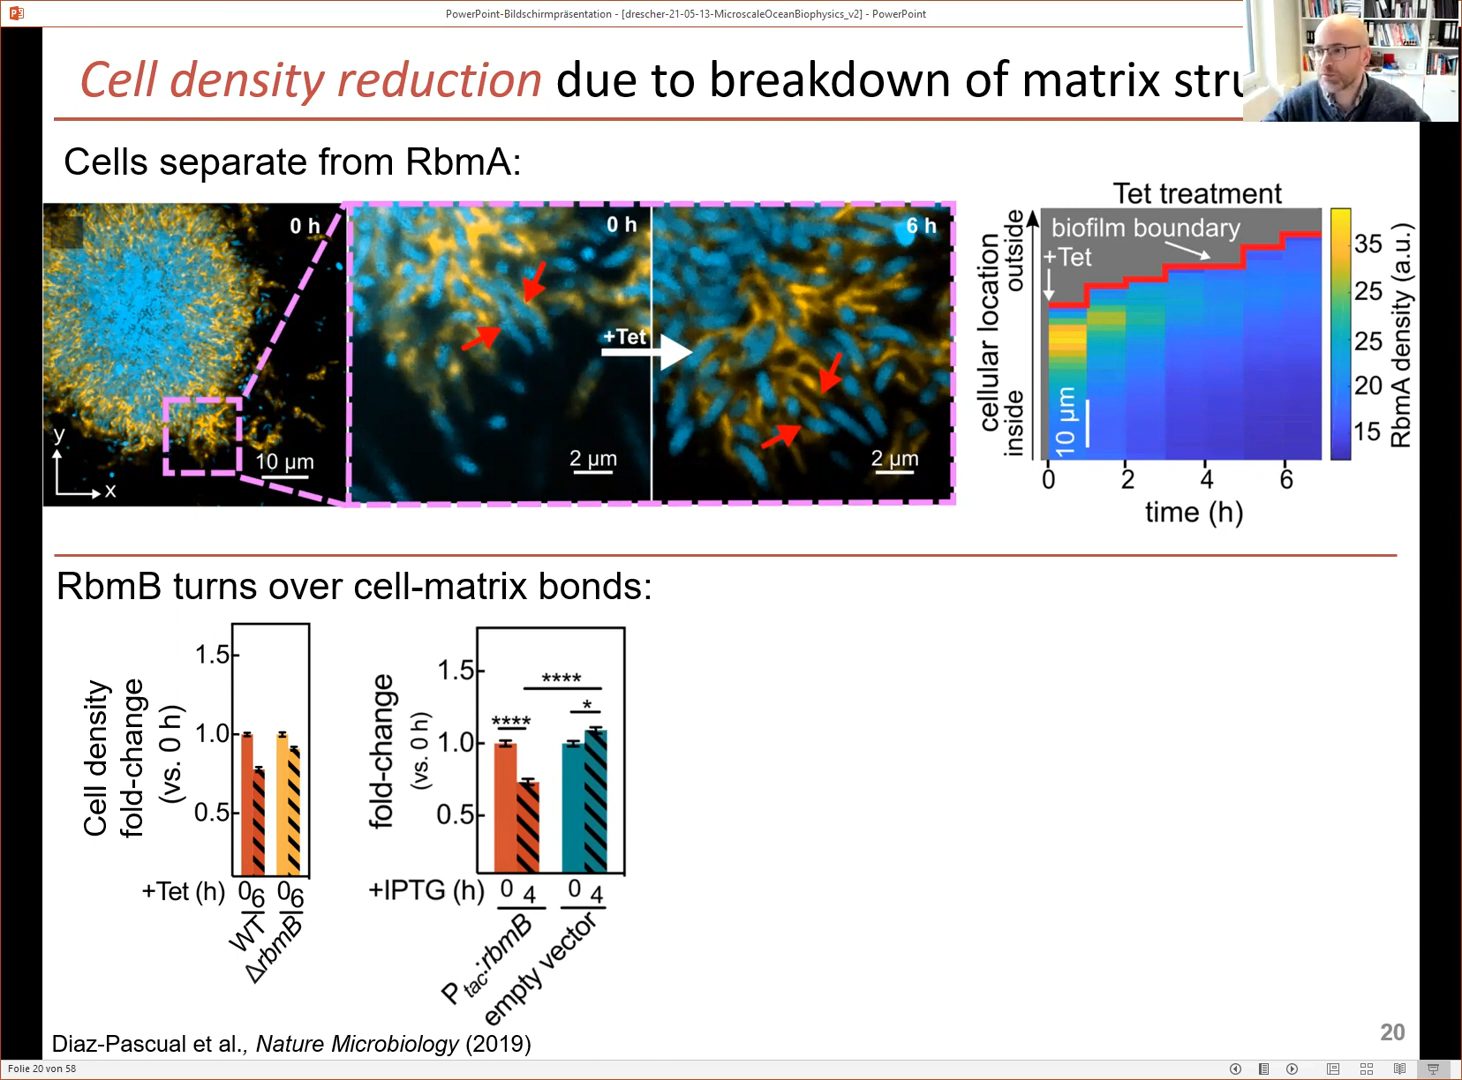 PowerPoint-Bildschirmpräsentation - [drescher-21-05-13-MicroscaleOceanBiophysics_v2] - PowerPoint
Cell density reduction due to breakdown of matrix stru
Cells separate from RbmA:
0 h
y
x
10 µm
0 h
2 µm
+Tet
6 h
2 µm
Tet treatment
cellular location
inside
outside
biofilm boundary
+Tet
10 µm
0
2
4
6
time (h)
35
25
25
20
15
RbmA density (a.u.)
RbmB turns over cell-matrix bonds:
Cell density
fold-change
(vs. 0 h)
1.5
1.0
0.5
+Tet (h)
0 6 0 6
WT
ΔrbmB
fold-change
(vs. 0 h)
1.5
1.0
0.5
****
****
*
+IPTG (h)
0 4 0 4
Ptac:rbmB
empty vector
Diaz-Pascual et al., Nature Microbiology (2019)
20
Folie 20 von 58